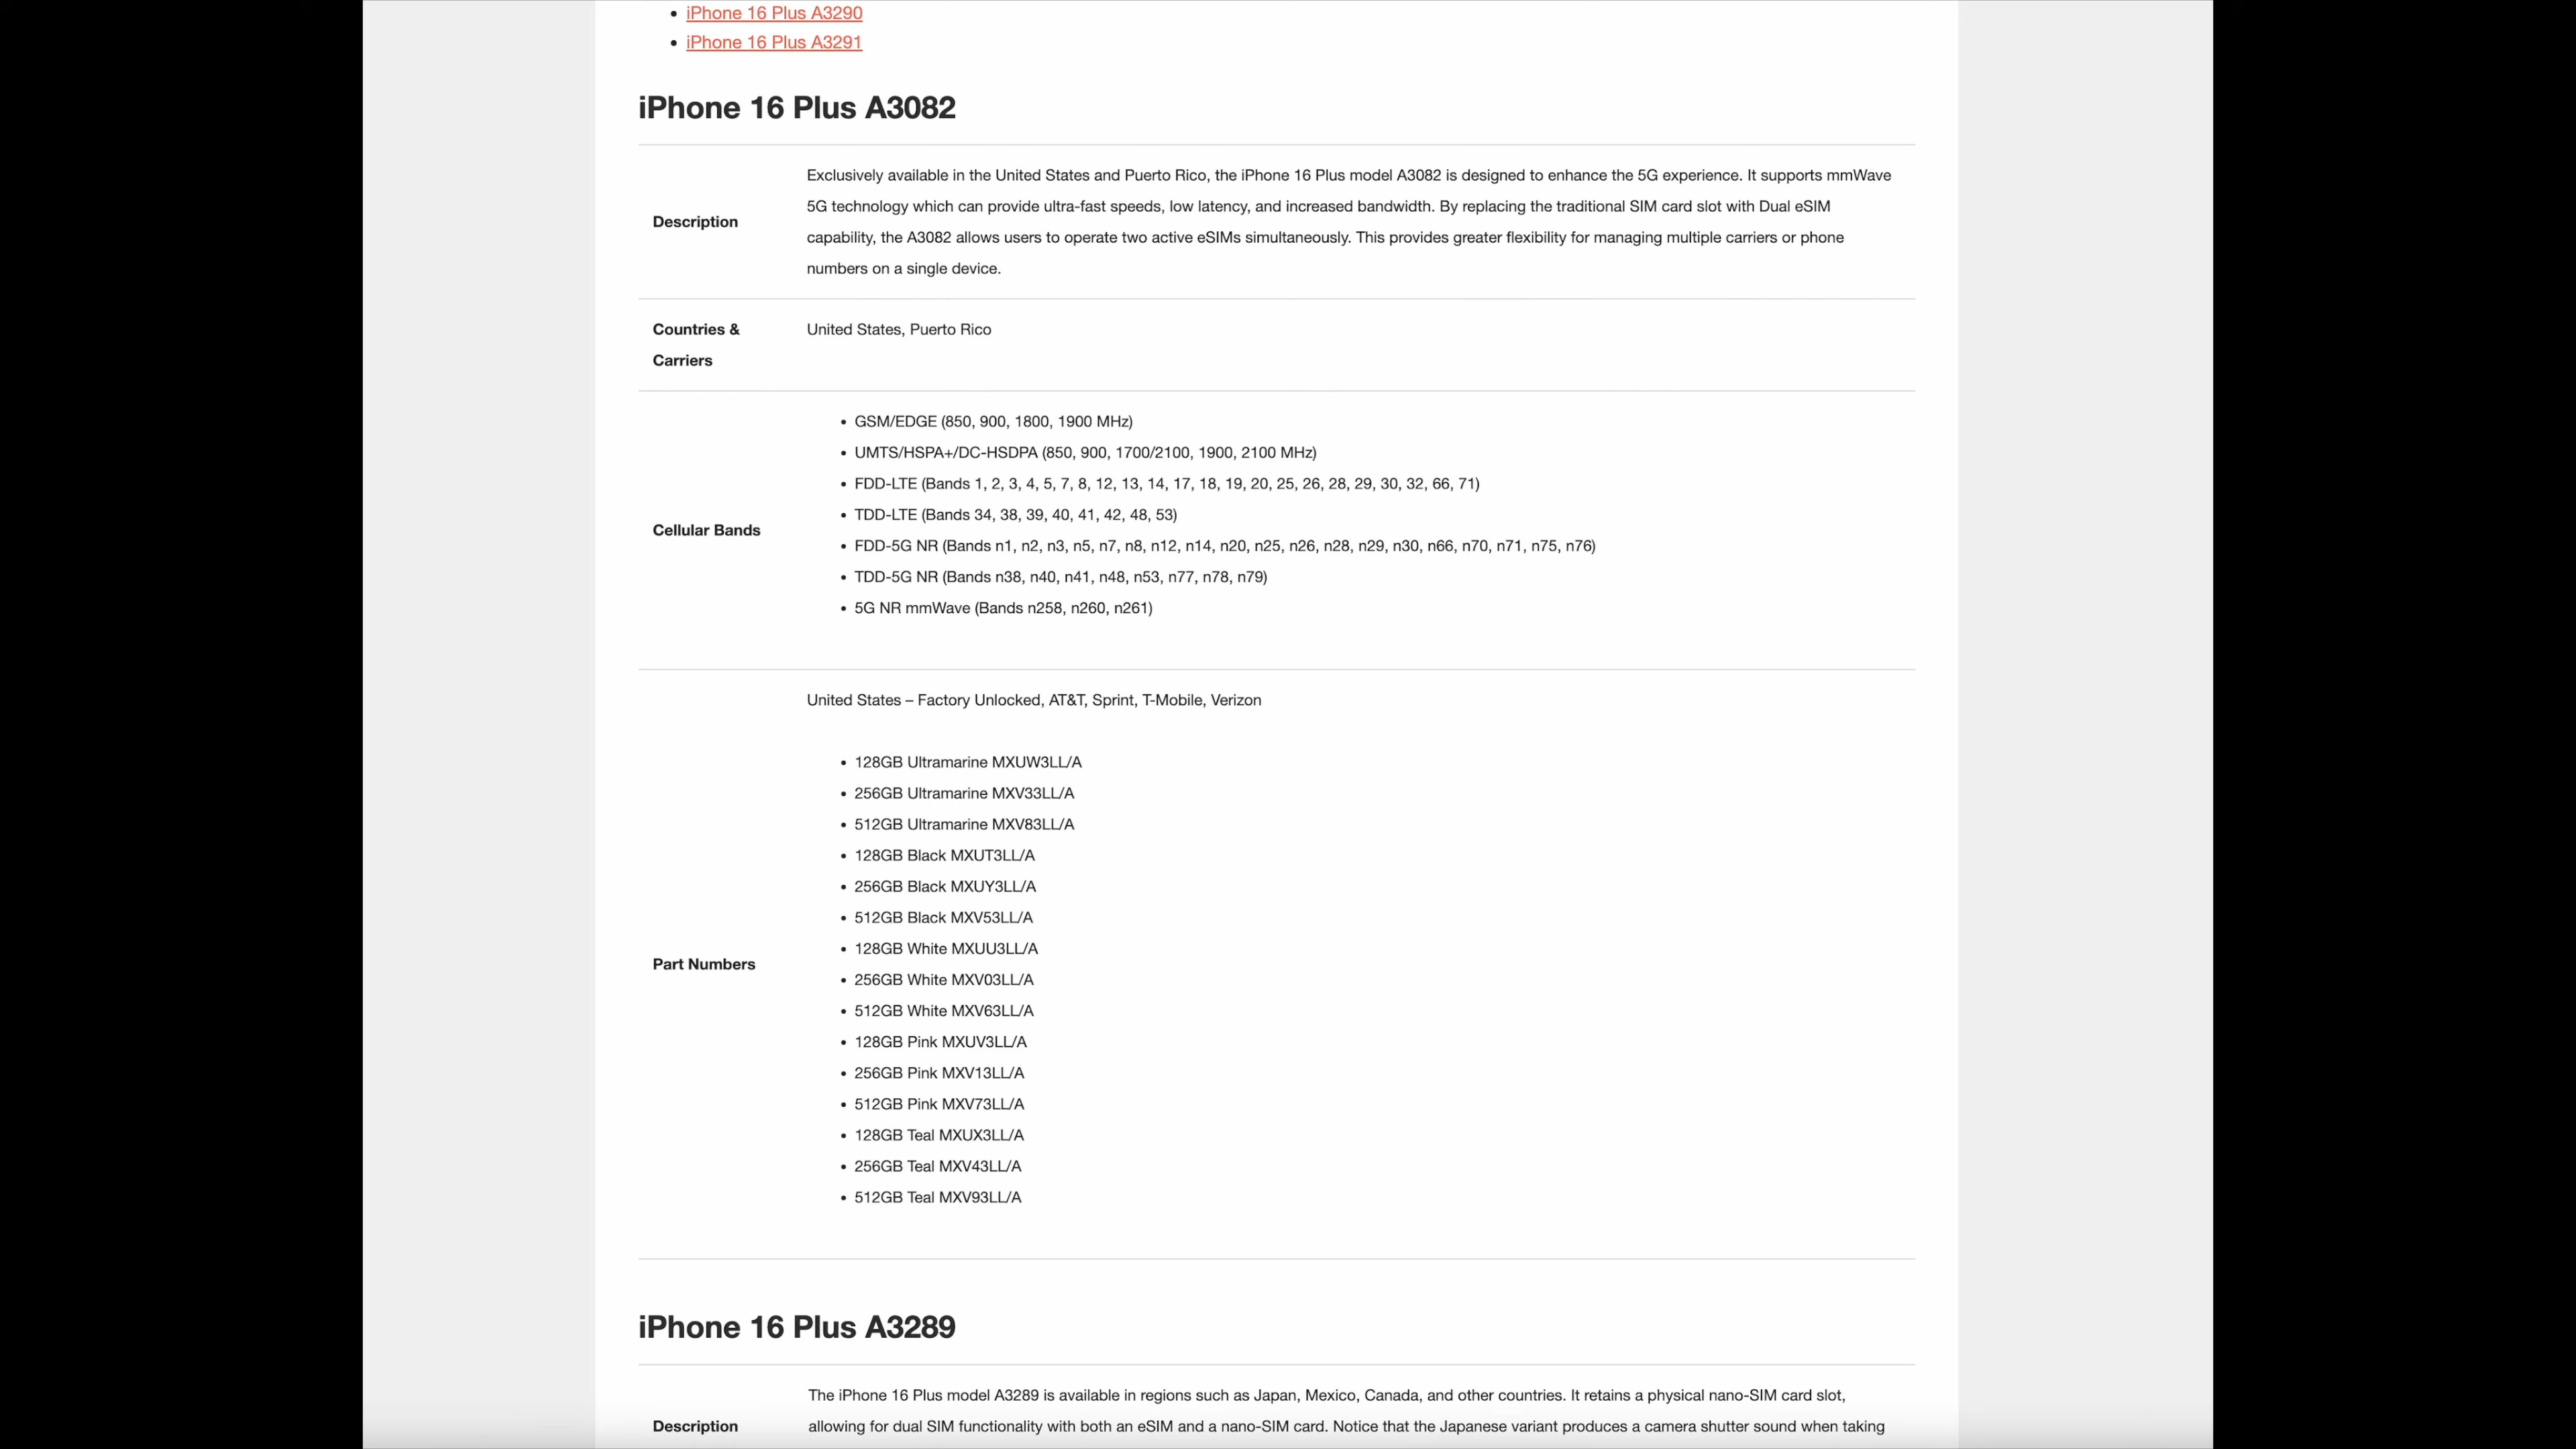 iPhone 16 Plus A3290
iPhone 16 Plus A3291
iPhone 16 Plus A3082
Description
Exclusively available in the United States and Puerto Rico, the iPhone 16 Plus model A3082 is designed to enhance the 5G experience. It supports mmWave
5G technology which can provide ultra-fast speeds, low latency, and increased bandwidth. By replacing the traditional SIM card slot with Dual eSIM
capability, the A3082 allows users to operate two active eSIMs simultaneously. This provides greater flexibility for managing multiple carriers or phone
numbers on a single device.
Countries &
Carriers
United States, Puerto Rico
Cellular Bands
• GSM/EDGE (850, 900, 1800, 1900 MHz)
• UMTS/HSPA+/DC-HSDPA (850, 900, 1700/2100, 1900, 2100 MHz)
• FDD-LTE (Bands 1, 2, 3, 4, 5, 7, 8, 12, 13, 14, 17, 18, 19, 20, 25, 26, 28, 29, 30, 32, 66, 71)
• TDD-LTE (Bands 34, 38, 39, 40, 41, 42, 48, 53)
• FDD-5G NR (Bands n1, n2, n3, n5, n7, n8, n12, n14, n20, n25, n26, n28, n29, n30, n66, n70, n71, n75, n76)
• TDD-5G NR (Bands n38, n40, n41, n48, n53, n77, n78, n79)
• 5G NR mmWave (Bands n258, n260, n261)
Part Numbers
United States – Factory Unlocked, AT&T, Sprint, T-Mobile, Verizon
• 128GB Ultramarine MXUW3LL/A
• 256GB Ultramarine MXV33LL/A
• 512GB Ultramarine MXV83LL/A
• 128GB Black MXUT3LL/A
• 256GB Black MXUY3LL/A
• 512GB Black MXV53LL/A
• 128GB White MXUU3LL/A
• 256GB White MXV03LL/A
• 512GB White MXV63LL/A
• 128GB Pink MXUV3LL/A
• 256GB Pink MXV13LL/A
• 512GB Pink MXV73LL/A
• 128GB Teal MXUX3LL/A
• 256GB Teal MXV43LL/A
• 512GB Teal MXV93LL/A
iPhone 16 Plus A3289
Description
The iPhone 16 Plus model A3289 is available in regions such as Japan, Mexico, Canada, and other countries. It retains a physical nano-SIM card slot,
allowing for dual SIM functionality with both an eSIM and a nano-SIM card. Notice that the Japanese variant produces a camera shutter sound when taking